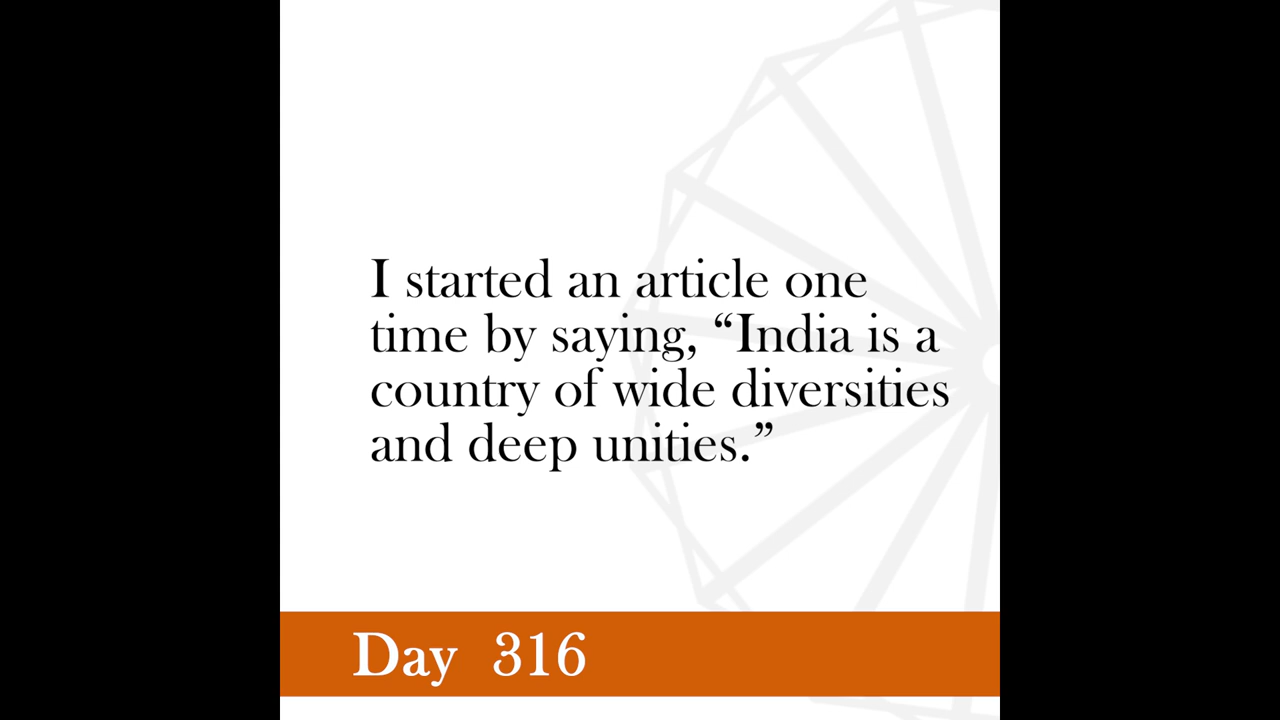 I started an article one
time by saying, “India is a
country of wide diversities
and deep unities.”
Day 316